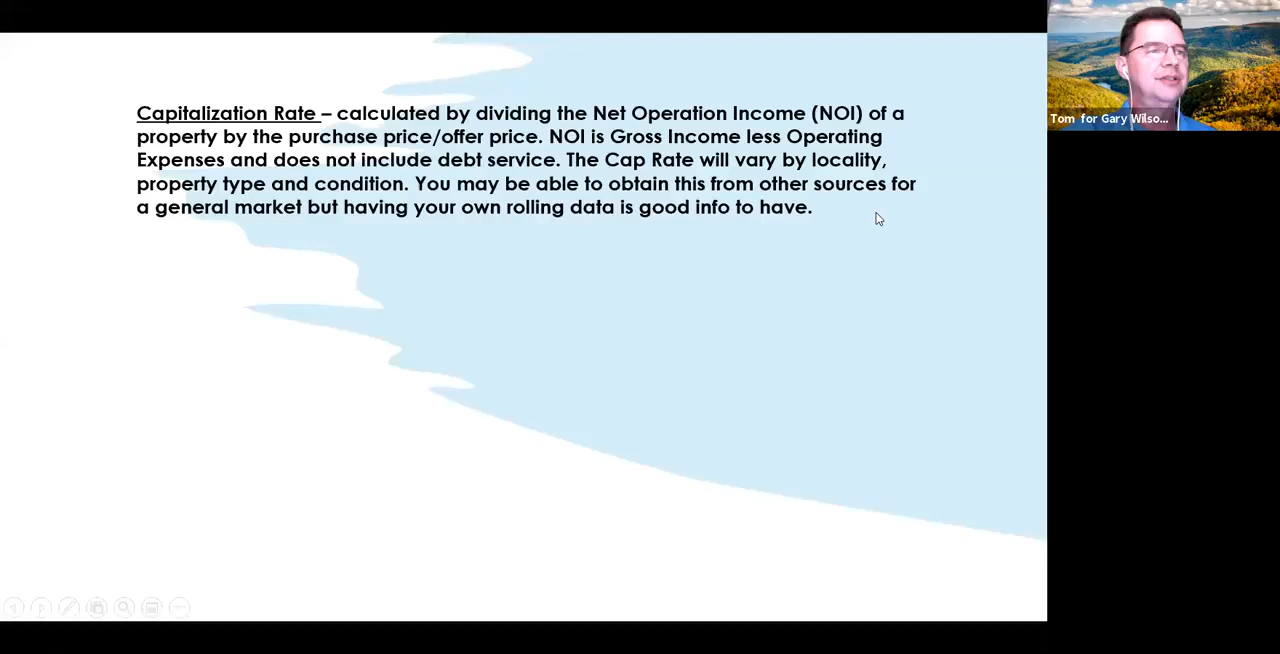 Capitalization Rate – calculated by dividing the Net Operation Income (NOI) of a
property by the purchase price/offer price. NOI is Gross Income less Operating
Expenses and does not include debt service. The Cap Rate will vary by locality,
property type and condition. You may be able to obtain this from other sources for
a general market but having your own rolling data is good info to have.
Tom for Gary Wilso...